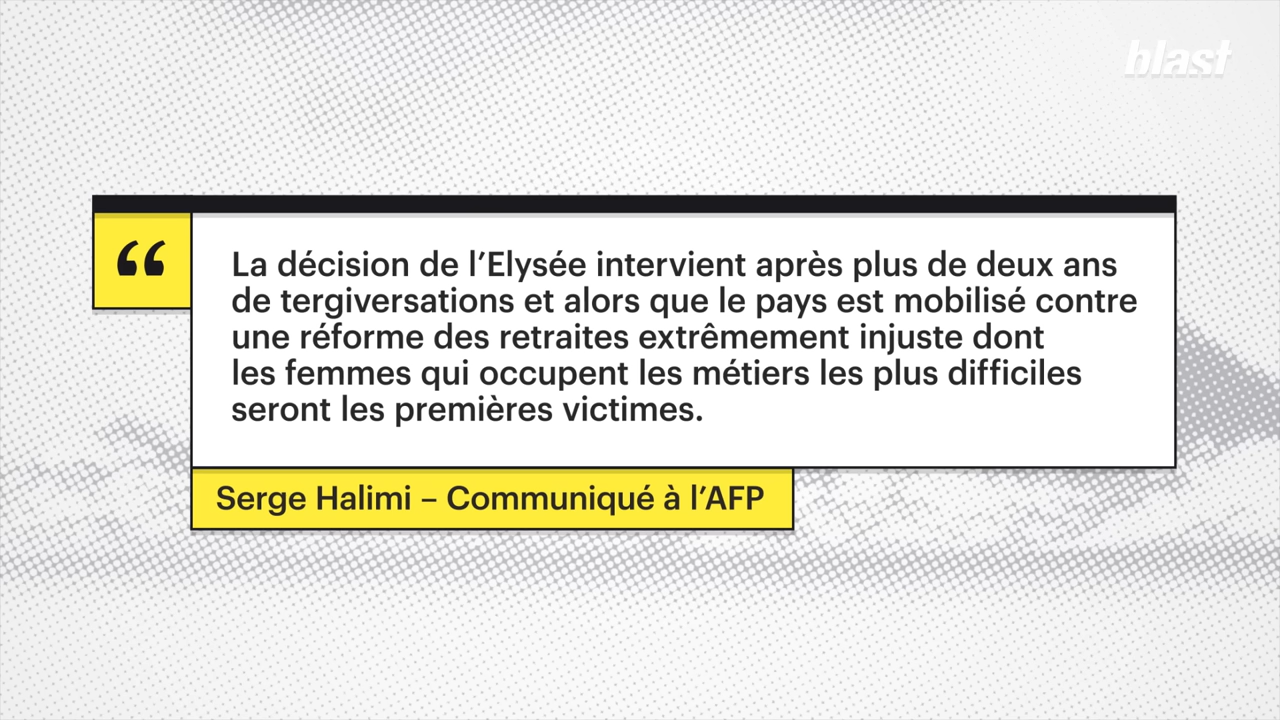 blast
“
La décision de l’Elysée intervient après plus de deux ans
de tergiversations et alors que le pays est mobilisé contre
une réforme des retraites extrêmement injuste dont
les femmes qui occupent les métiers les plus difficiles
seront les premières victimes.
Serge Halimi – Communiqué à l’AFP